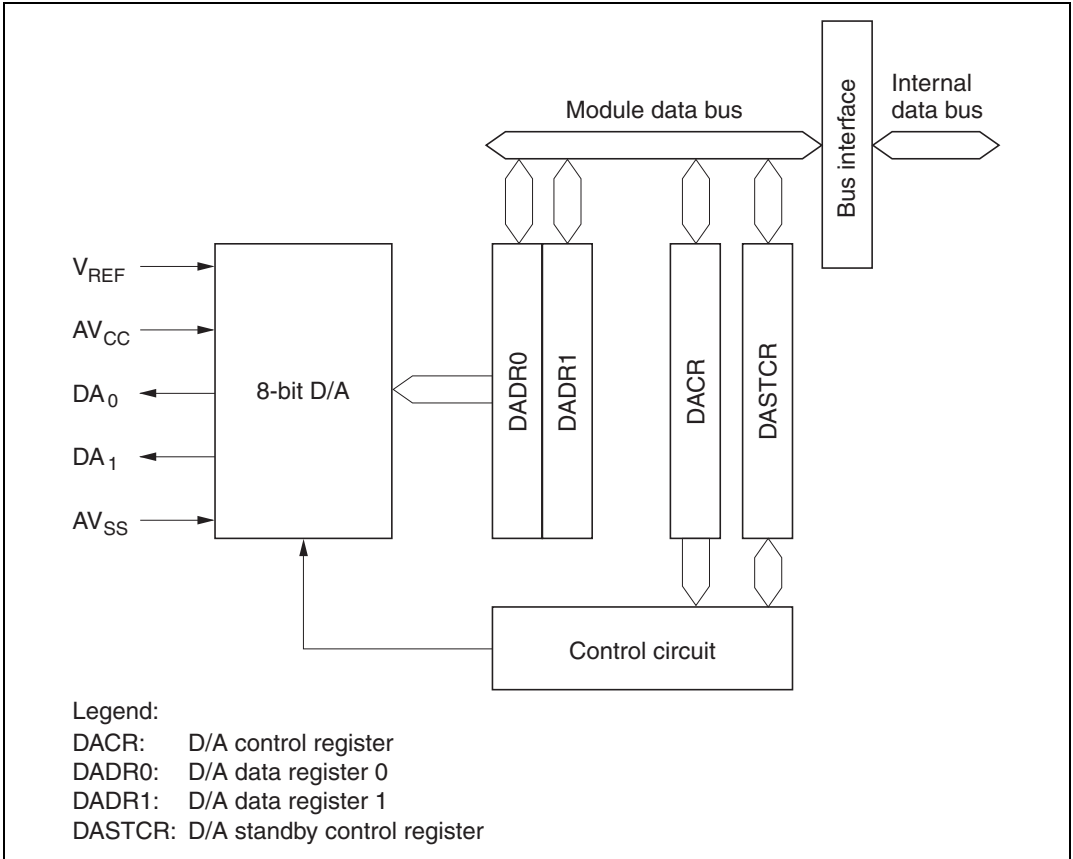 Module data bus
Bus interface
Internal
data bus
VREF
AVCC
DA0
DA1
AVSS
8-bit D/A
DADR0
DADR1
DACR
DASTCR
Control circuit
Legend:
DACR: D/A control register
DADR0: D/A data register 0
DADR1: D/A data register 1
DASTCR: D/A standby control register